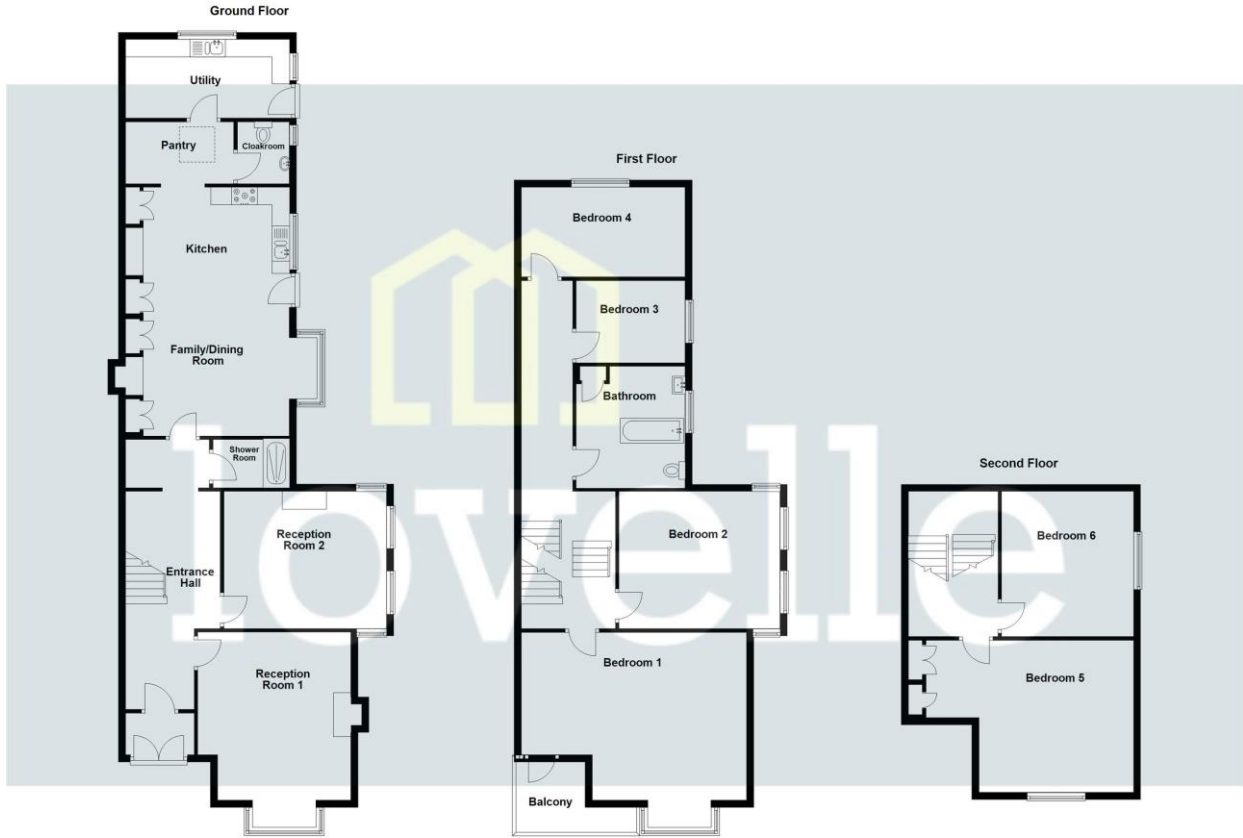 Ground Floor
Utility
Pantry
Cloakroom
Kitchen
Family/Dining
Room
Shower
Room
Reception
Room 2
Entrance
Hall
Reception
Room 1
First Floor
Bedroom 4
Bedroom 3
Bathroom
Bedroom 2
Bedroom 1
Balcony
Second Floor
Bedroom 6
Bedroom 5
lovelle